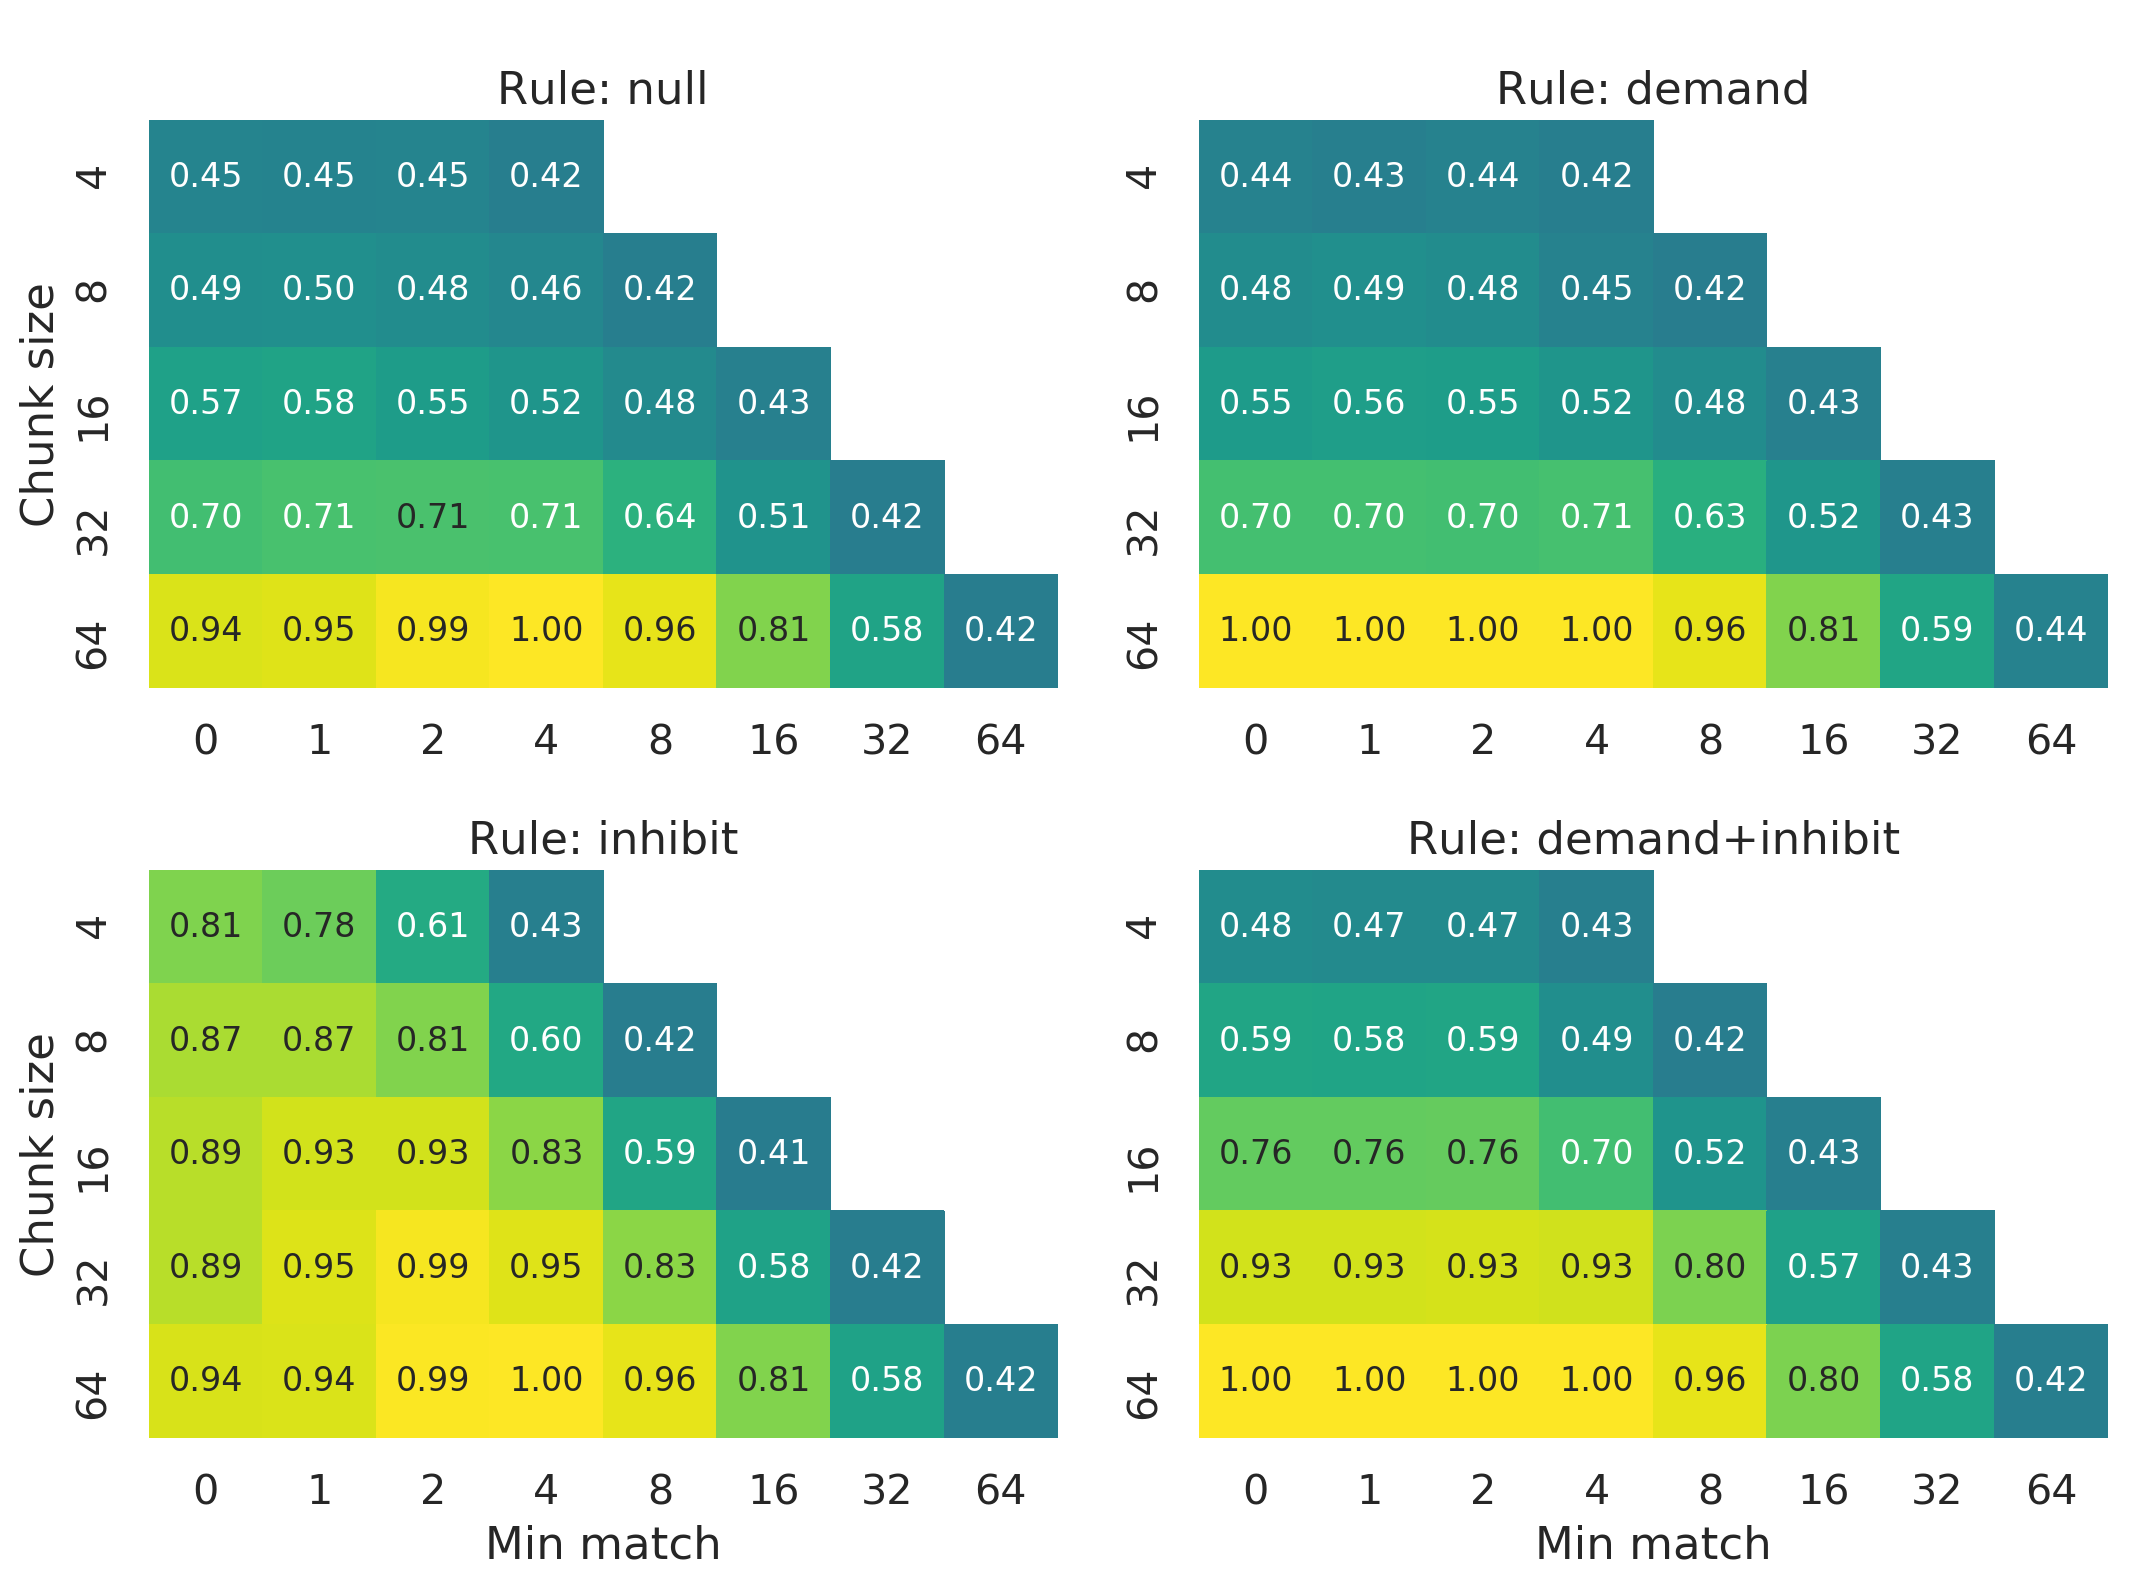 Rule: null
Chunk size
4 0.45 0.45 0.45 0.42
8 0.49 0.50 0.48 0.46 0.42
16 0.57 0.58 0.55 0.52 0.48 0.43
32 0.70 0.71 0.71 0.71 0.64 0.51 0.42
64 0.94 0.95 0.99 1.00 0.96 0.81 0.58 0.42
0 1 2 4 8 16 32 64
Rule: demand
4 0.44 0.43 0.44 0.42
8 0.48 0.49 0.48 0.45 0.42
16 0.55 0.56 0.55 0.52 0.48 0.43
32 0.70 0.70 0.70 0.71 0.63 0.52 0.43
64 1.00 1.00 1.00 1.00 0.96 0.81 0.59 0.44
0 1 2 4 8 16 32 64
Rule: inhibit
Chunk size
4 0.81 0.78 0.61 0.43
8 0.87 0.87 0.81 0.60 0.42
16 0.89 0.93 0.93 0.83 0.59 0.41
32 0.89 0.95 0.99 0.95 0.83 0.58 0.42
64 0.94 0.94 0.99 1.00 0.96 0.81 0.58 0.42
0 1 2 4 8 16 32 64
Min match
Rule: demand+inhibit
4 0.48 0.47 0.47 0.43
8 0.59 0.58 0.59 0.49 0.42
16 0.76 0.76 0.76 0.70 0.52 0.43
32 0.93 0.93 0.93 0.93 0.80 0.57 0.43
64 1.00 1.00 1.00 1.00 0.96 0.80 0.58 0.42
0 1 2 4 8 16 32 64
Min match